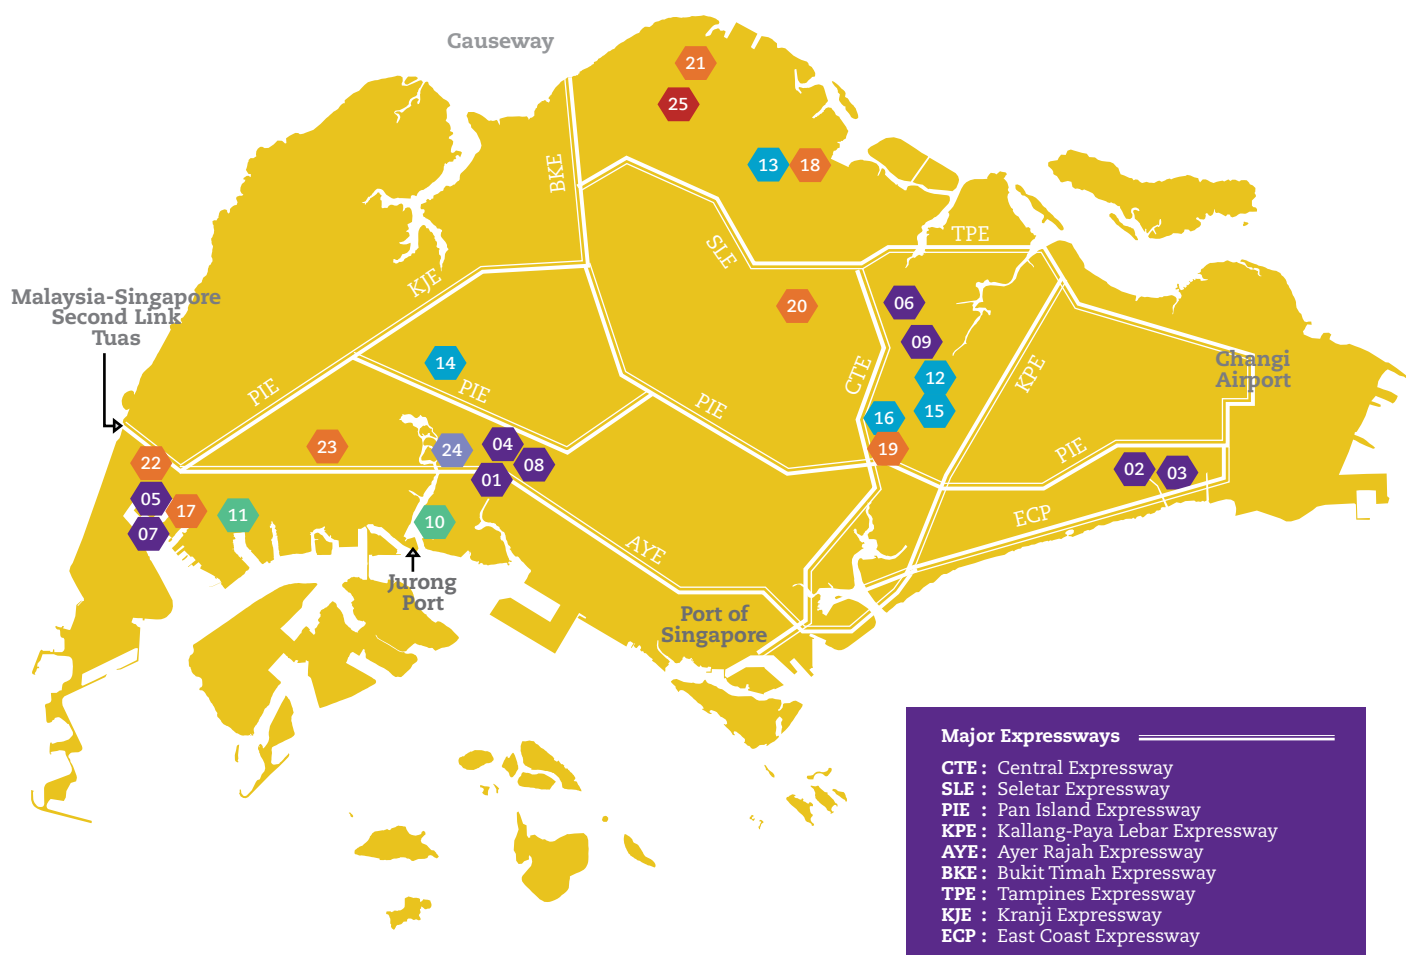 Causeway
21
25
BKE
13
18
SLE
TPE
KJE
Malaysia-Singapore
Second Link
Tuas
20
06
09
14
PIE
PIE
PIE
CTE
12
KPE
Changi
Airport
15
16
19
23
24
04
08
01
22
05
17
07
11
10
PIE
02
03
ECP
AYE
Jurong
Port
Port of
Singapore
Major Expressways
CTE : Central Expressway
SLE : Seletar Expressway
PIE : Pan Island Expressway
KPE : Kallang-Paya Lebar Expressway
AYE : Ayer Rajah Expressway
BKE : Bukit Timah Expressway
TPE : Tampines Expressway
KJE : Kranji Expressway
ECP : East Coast Expressway